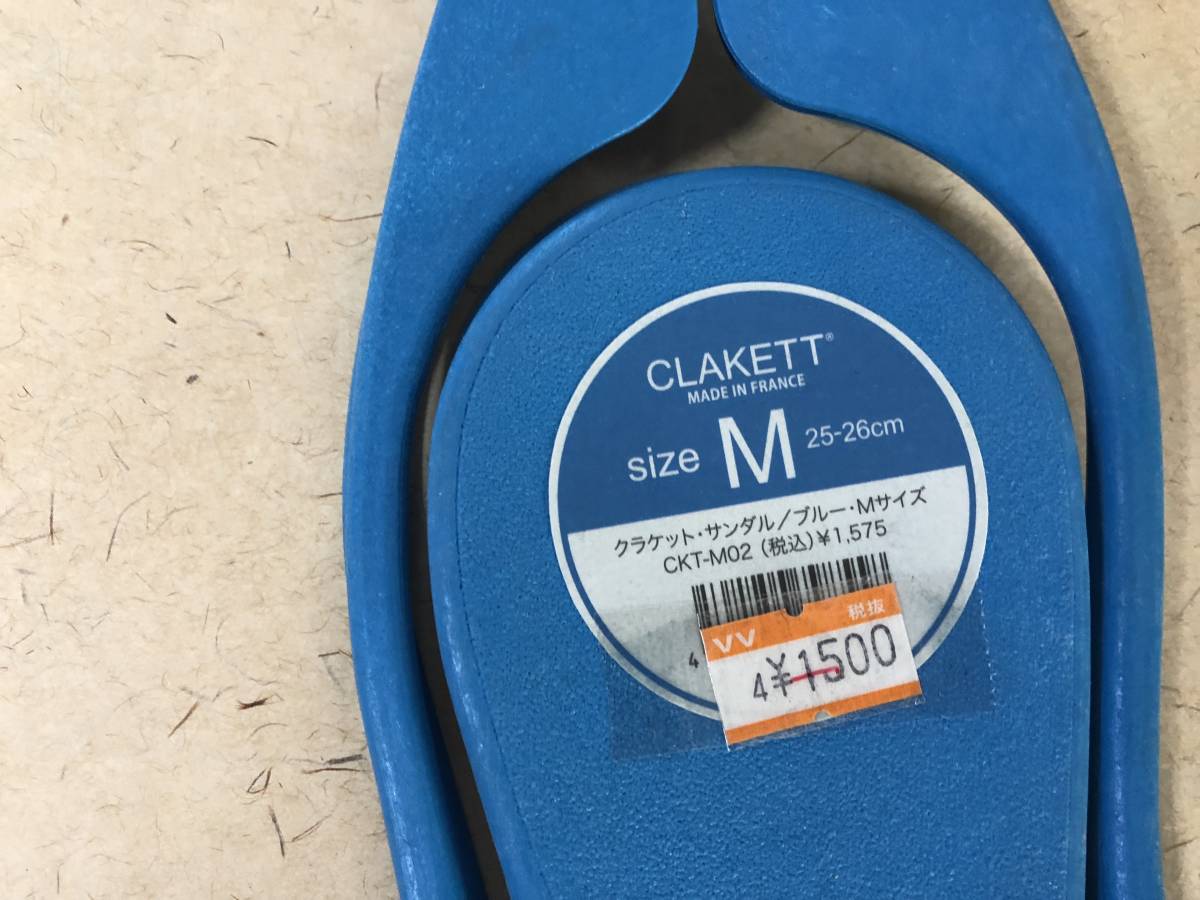 CLAKETT®
MADE IN FRANCE
size M 25-26cm
クラケット・サンダル／ブルー・Mサイズ
CKT-M02 (税込)¥1,575
4
VV 税抜
4¥1500